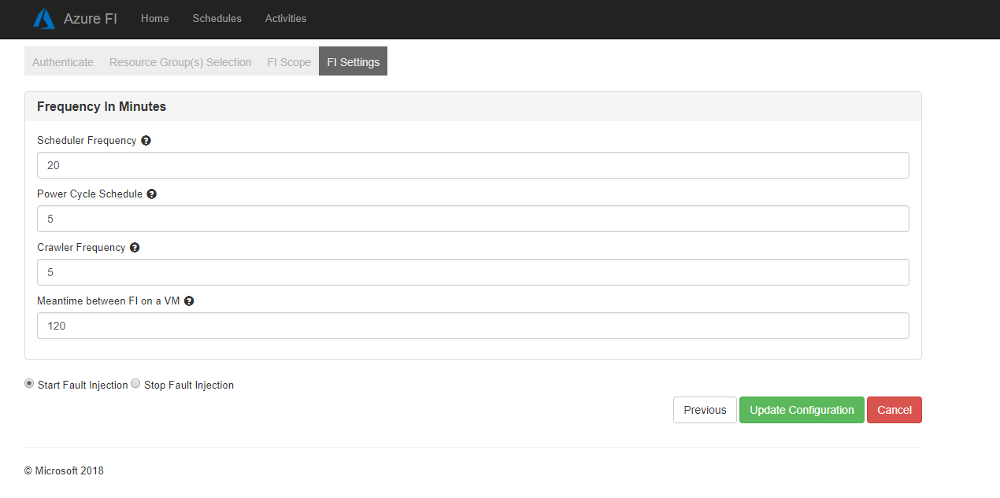 Azure FI Home Schedules Activities
Authenticate Resource Group(s) Selection FI Scope FI Settings
Frequency In Minutes
Scheduler Frequency ?
20
Power Cycle Schedule ?
5
Crawler Frequency ?
5
Meantime between FI on a VM ?
120
Start Fault Injection Stop Fault Injection
Previous Update Configuration Cancel
© Microsoft 2018